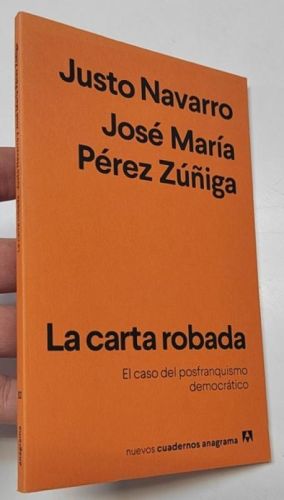 Justo Navarro
José María
Pérez Zúñiga
La carta robada
El caso del posfranquismo
democrático
nuevos cuadernos anagrama